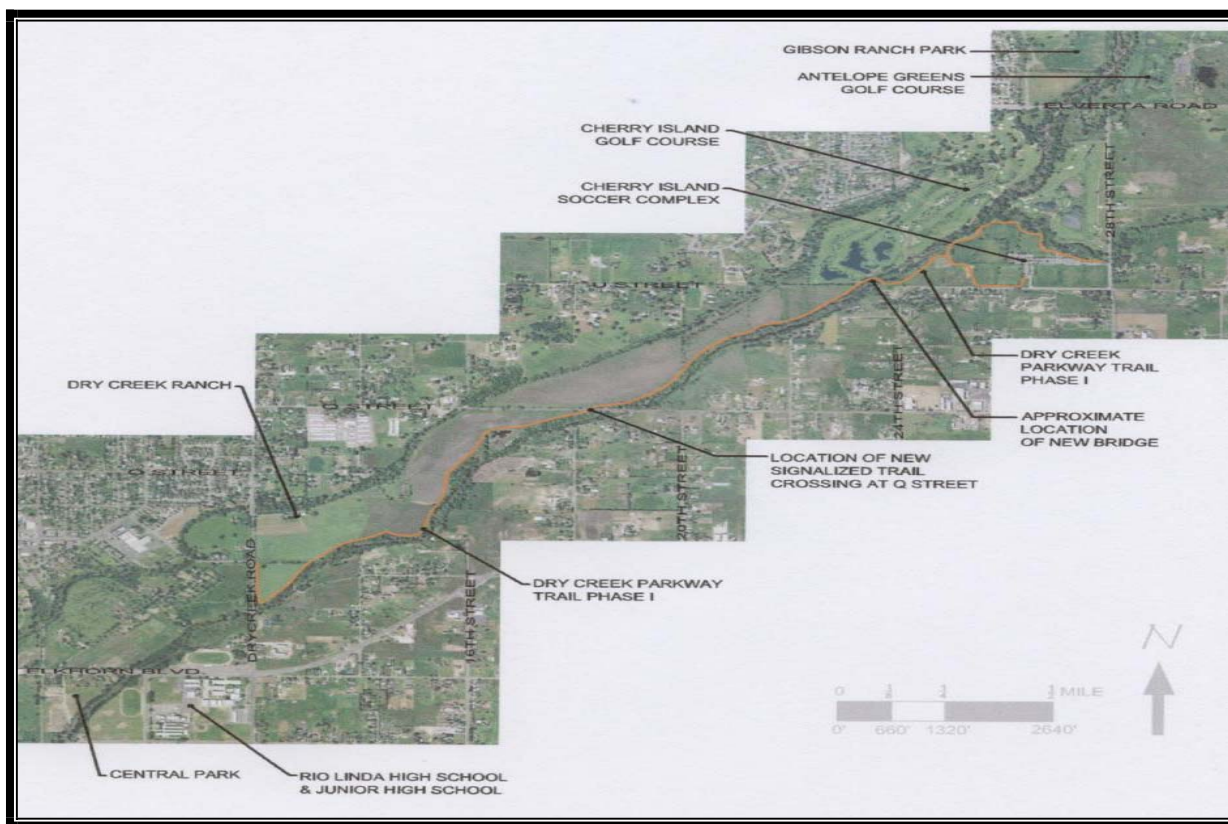 GIBSON RANCH PARK
ANTELOPE GREENS
GOLF COURSE
ELVERTA ROAD
CHERRY ISLAND
GOLF COURSE
CHERRY ISLAND
SOCCER COMPLEX
28TH STREET
U STREET
DRY CREEK
PARKWAY TRAIL
PHASE I
24TH STREET
APPROXIMATE
LOCATION
OF NEW BRIDGE
DRY CREEK RANCH
Q STREET
LOCATION OF NEW
SIGNALIZED TRAIL
CROSSING AT Q STREET
O STREET
20TH STREET
DRY CREEK PARKWAY
TRAIL PHASE I
DRYCREEK ROAD
16TH STREET
ELKHORN BLVD.
N
0
MILE
0' 660' 1320' 2640'
CENTRAL PARK
RIO LINDA HIGH SCHOOL
& JUNIOR HIGH SCHOOL